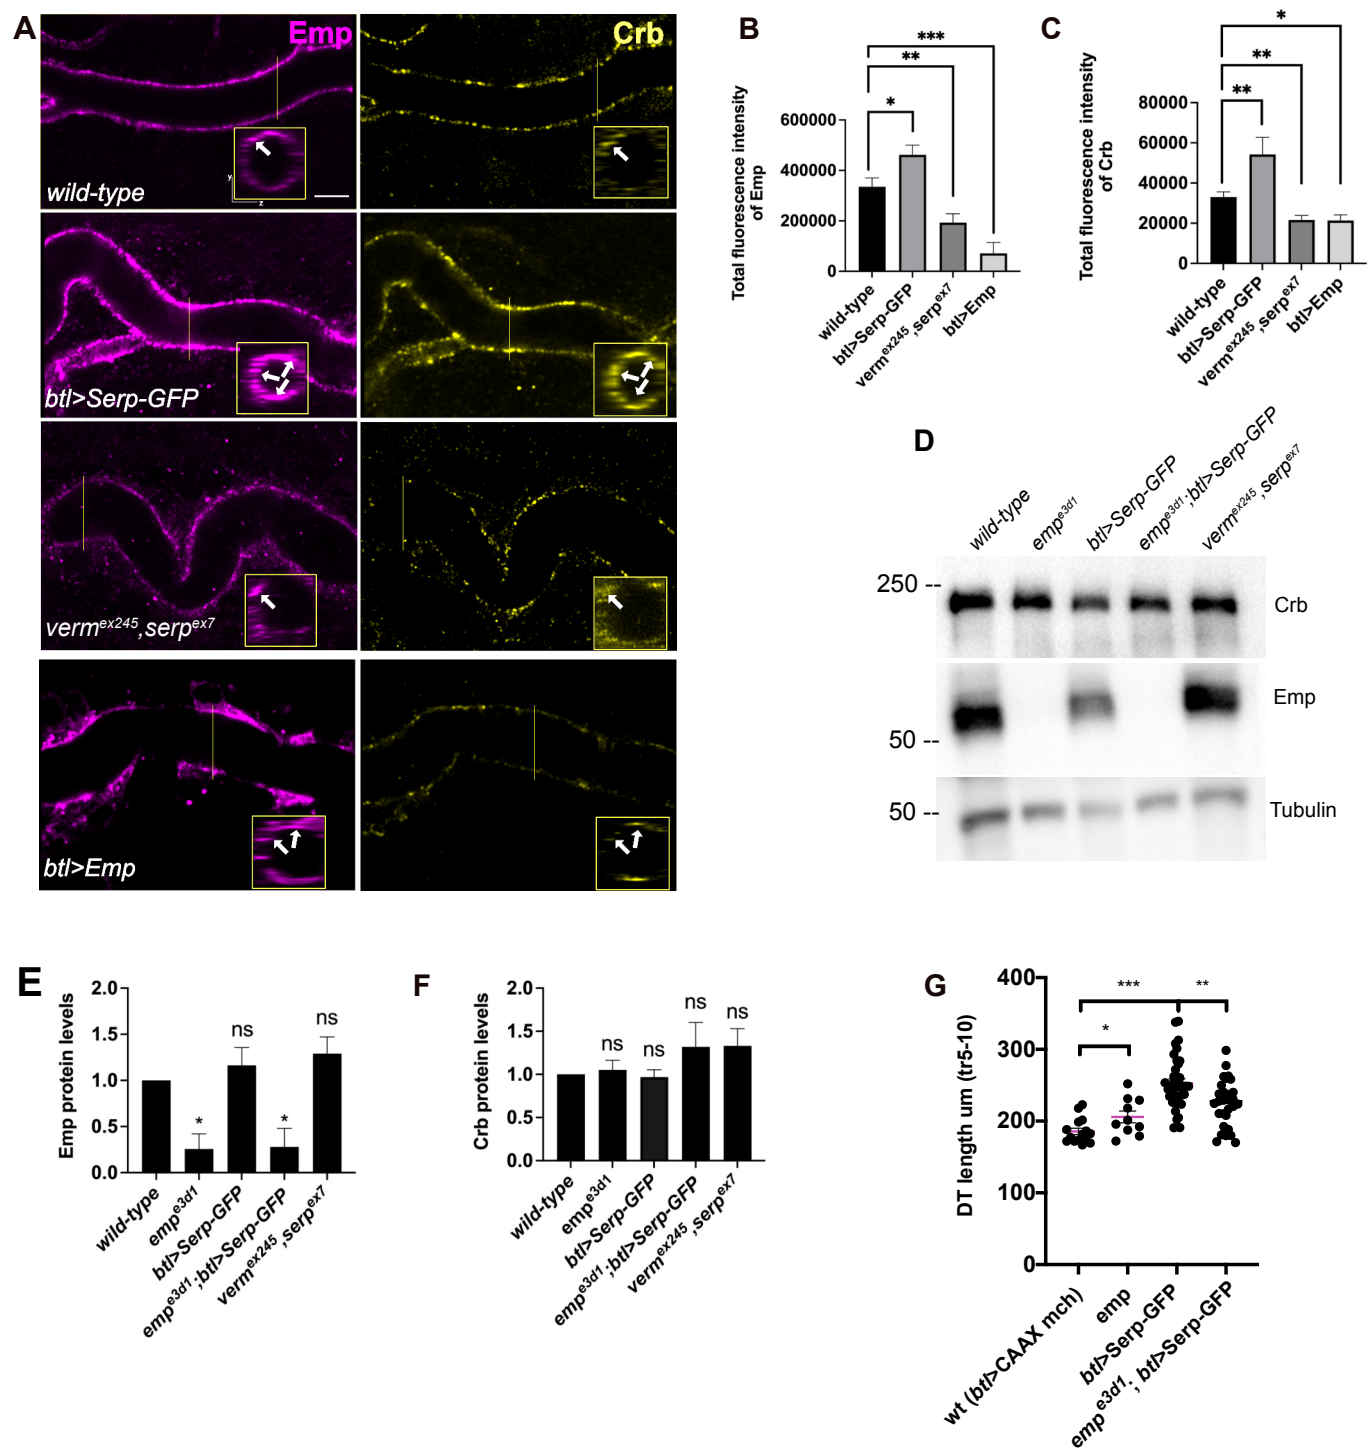 A
Emp
Crb
y
z
wild-type
btl>Serp-GFP
verm^ex245,serp^ex7
btl>Emp
B
***
**
*
Total fluorescence intensity
of Emp
600000
400000
200000
0
wild-type
btl>Serp-GFP
verm^ex245,serp^ex7
btl>Emp
C
*
**
**
Total fluorescence intensity
of Crb
80000
60000
40000
20000
0
wild-type
btl>Serp-GFP
verm^ex245,serp^ex7
btl>Emp
D
wild-type
emp^e3d1
btl>Serp-GFP
emp^e3d1;btl>Serp-GFP
verm^ex245,serp^ex7
250 --
Crb
Emp
50 --
50 --
Tubulin
E
Emp protein levels
2.0
1.5
1.0
0.5
0.0
*
ns
*
ns
wild-type
emp^e3d1
btl>Serp-GFP
emp^e3d1;btl>Serp-GFP
verm^ex245,serp^ex7
F
Crb protein levels
2.0
1.5
1.0
0.5
0.0
ns
ns
ns
ns
wild-type
emp^e3d1
btl>Serp-GFP
emp^e3d1;btl>Serp-GFP
verm^ex245,serp^ex7
G
DT length um (tr5-10)
400
300
200
100
0
***
**
*
wt (btl>CAAX mch)
emp
btl>Serp-GFP
emp^e3d1; btl>Serp-GFP